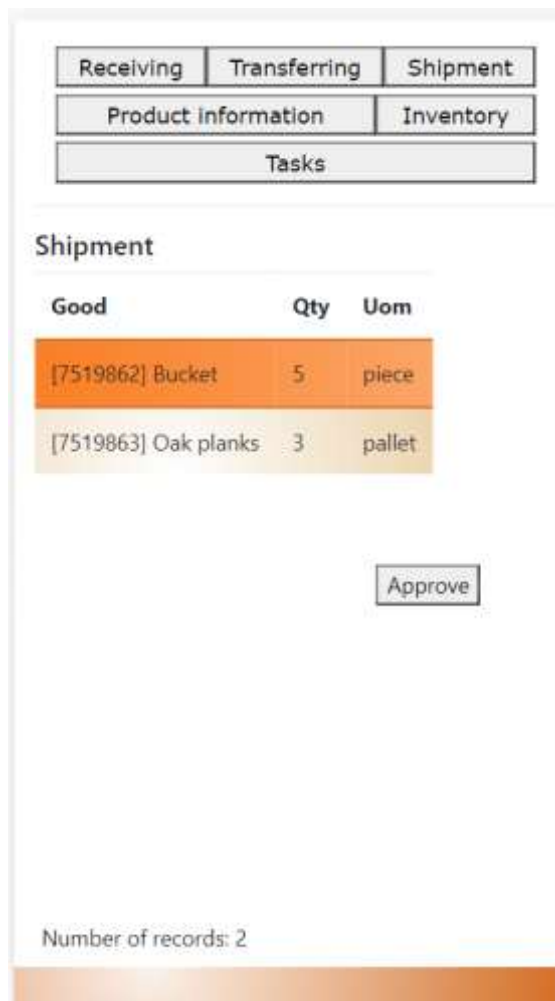 Receiving Transferring Shipment
Product information Inventory
Tasks
Shipment
Good Qty Uom
[7519862] Bucket 5 piece
[7519863] Oak planks 3 pallet
Approve
Number of records: 2